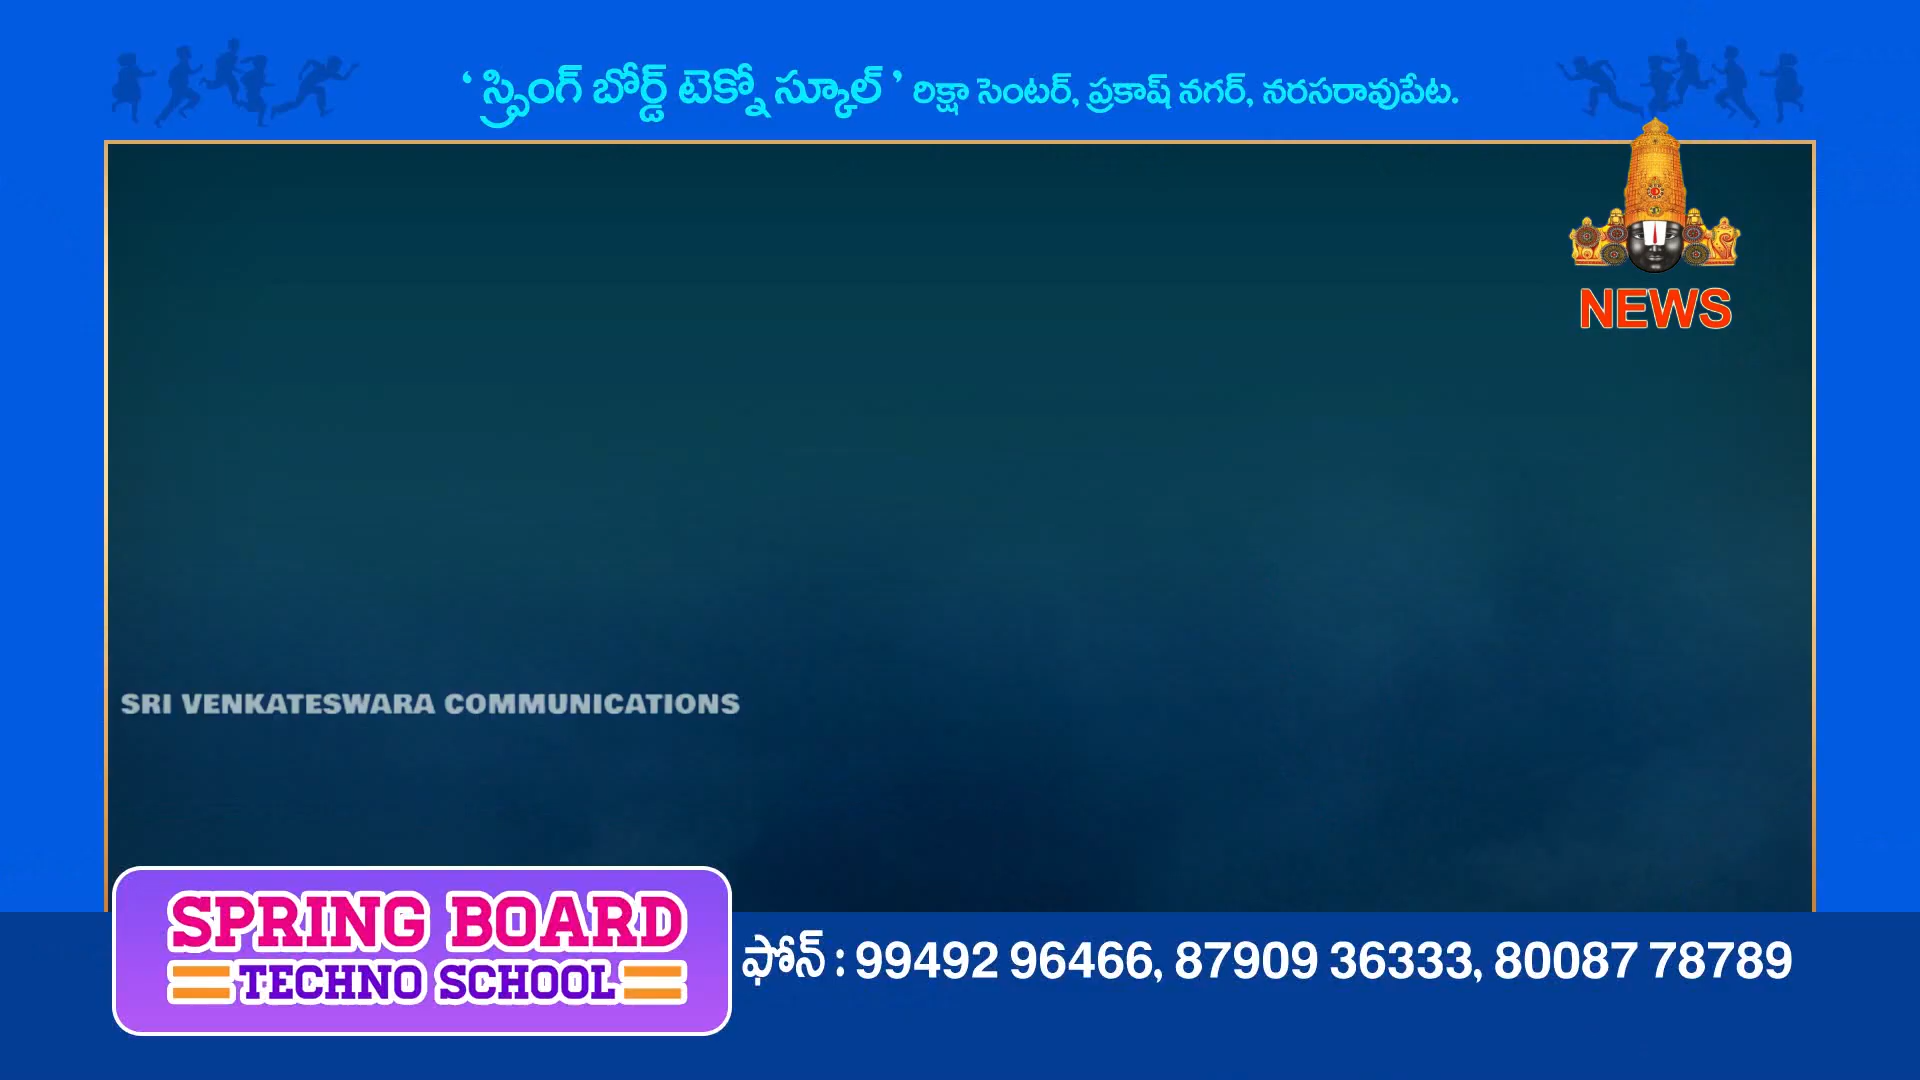 ‘ స్ప్రింగ్ బోర్డ్ టెక్నో స్కూల్ ’ రిక్షా సెంటర్, ప్రకాష్ నగర్, నరసరావుపేట.
NEWS
SRI VENKATESWARA COMMUNICATIONS
SPRING BOARD
TECHNO SCHOOL
ఫోన్ : 99492 96466, 87909 36333, 80087 78789